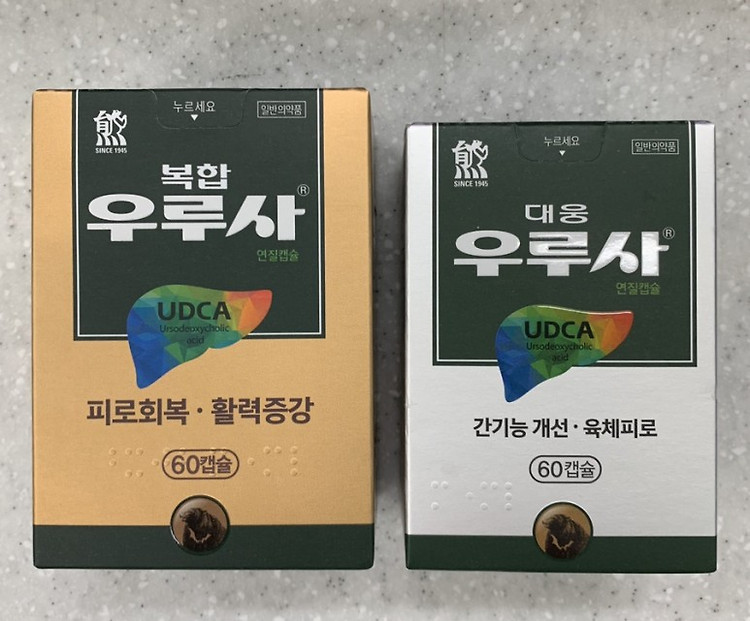 누르세요
일반의약품
SINCE 1945
복합
우루사®
연질캡슐
UDCA
Ursodeoxycholic
acid
피로회복 · 활력증강
60캡슐
누르세요
일반의약품
SINCE 1945
대웅
우루사®
연질캡슐
UDCA
Ursodeoxycholic
acid
간기능 개선 · 육체피로
60캡슐